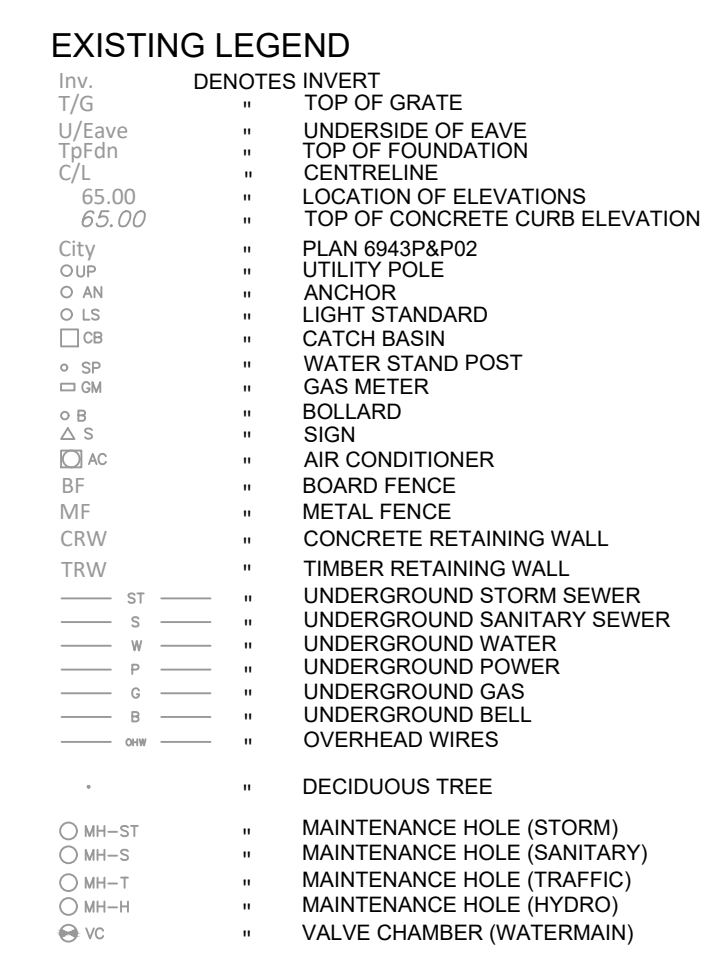 EXISTING LEGEND
Inv. DENOTES INVERT
T/G " TOP OF GRATE
U/Eave " UNDERSIDE OF EAVE
TpFdn " TOP OF FOUNDATION
C/L " CENTRELINE
65.00 " LOCATION OF ELEVATIONS
65.00 " TOP OF CONCRETE CURB ELEVATION
City " PLAN 6943P&P02
UP " UTILITY POLE
AN " ANCHOR
LS " LIGHT STANDARD
CB " CATCH BASIN
SP " WATER STAND POST
GM " GAS METER
B " BOLLARD
S " SIGN
AC " AIR CONDITIONER
BF " BOARD FENCE
MF " METAL FENCE
CRW " CONCRETE RETAINING WALL
TRW " TIMBER RETAINING WALL
ST " UNDERGROUND STORM SEWER
S " UNDERGROUND SANITARY SEWER
W " UNDERGROUND WATER
P " UNDERGROUND POWER
G " UNDERGROUND GAS
B " UNDERGROUND BELL
OHW " OVERHEAD WIRES
" DECIDUOUS TREE
MH-ST " MAINTENANCE HOLE (STORM)
MH-S " MAINTENANCE HOLE (SANITARY)
MH-T " MAINTENANCE HOLE (TRAFFIC)
MH-H " MAINTENANCE HOLE (HYDRO)
VC " VALVE CHAMBER (WATERMAIN)